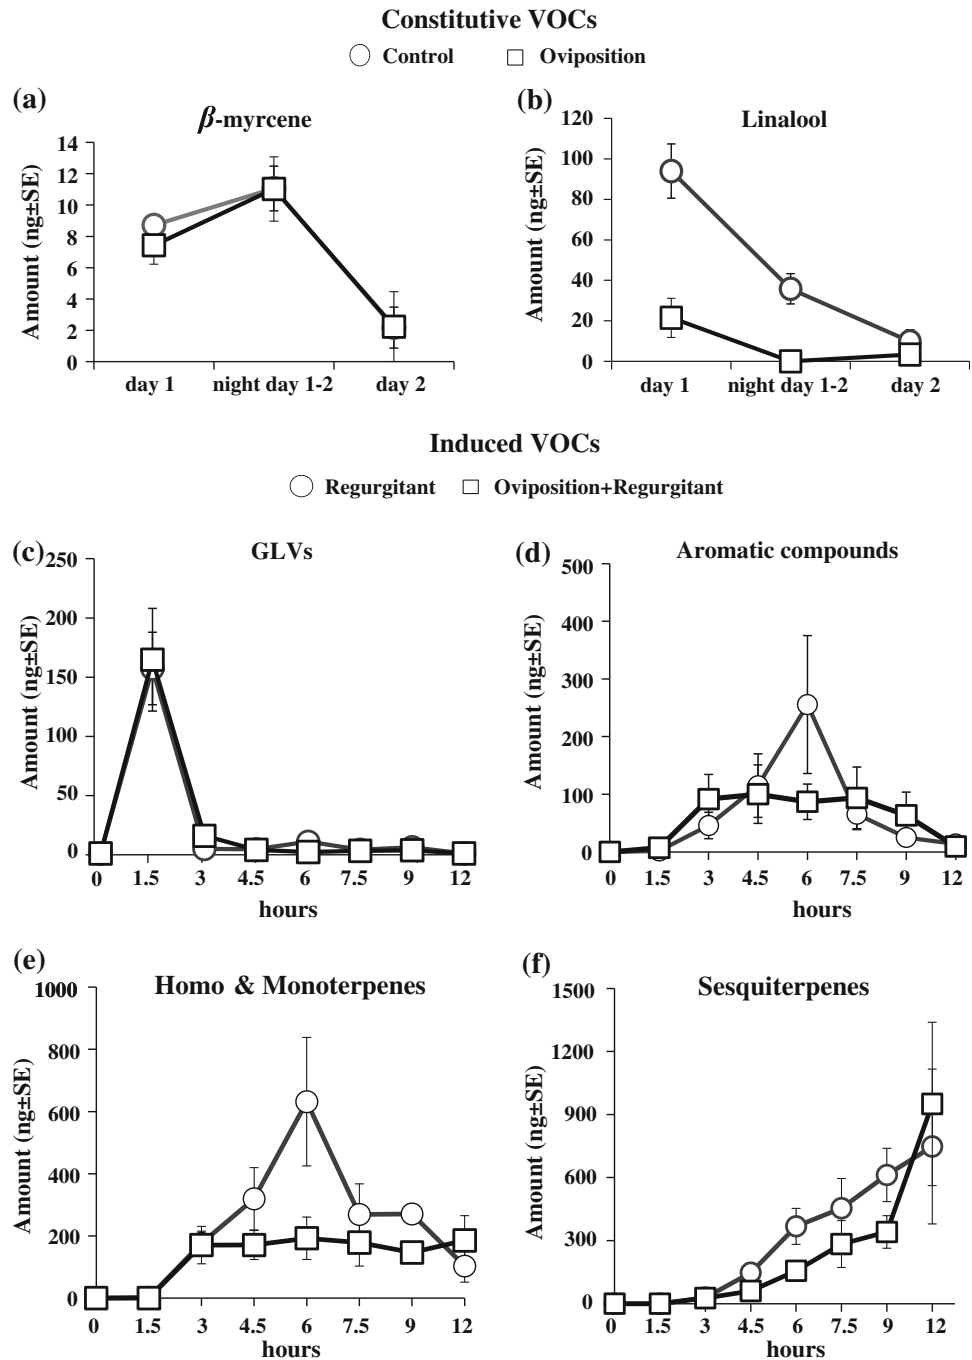 Constitutive VOCs
Control Oviposition
(a) β-myrcene
Amount (ng±SE)
14
12
10
8
6
4
2
0
day 1 night day 1-2 day 2
(b) Linalool
Amount (ng±SE)
120
100
80
60
40
20
0
day 1 night day 1-2 day 2
Induced VOCs
Regurgitant Oviposition+Regurgitant
(c) GLVs
Amount (ng±SE)
250
200
150
100
50
0
0 1.5 3 4.5 6 7.5 9 12
hours
(d) Aromatic compounds
Amount (ng±SE)
500
400
300
200
100
0
0 1.5 3 4.5 6 7.5 9 12
hours
(e) Homo & Monoterpenes
Amount (ng±SE)
1000
800
600
400
200
0
0 1.5 3 4.5 6 7.5 9 12
hours
(f) Sesquiterpenes
Amount (ng±SE)
1500
1200
900
600
300
0
0 1.5 3 4.5 6 7.5 9 12
hours